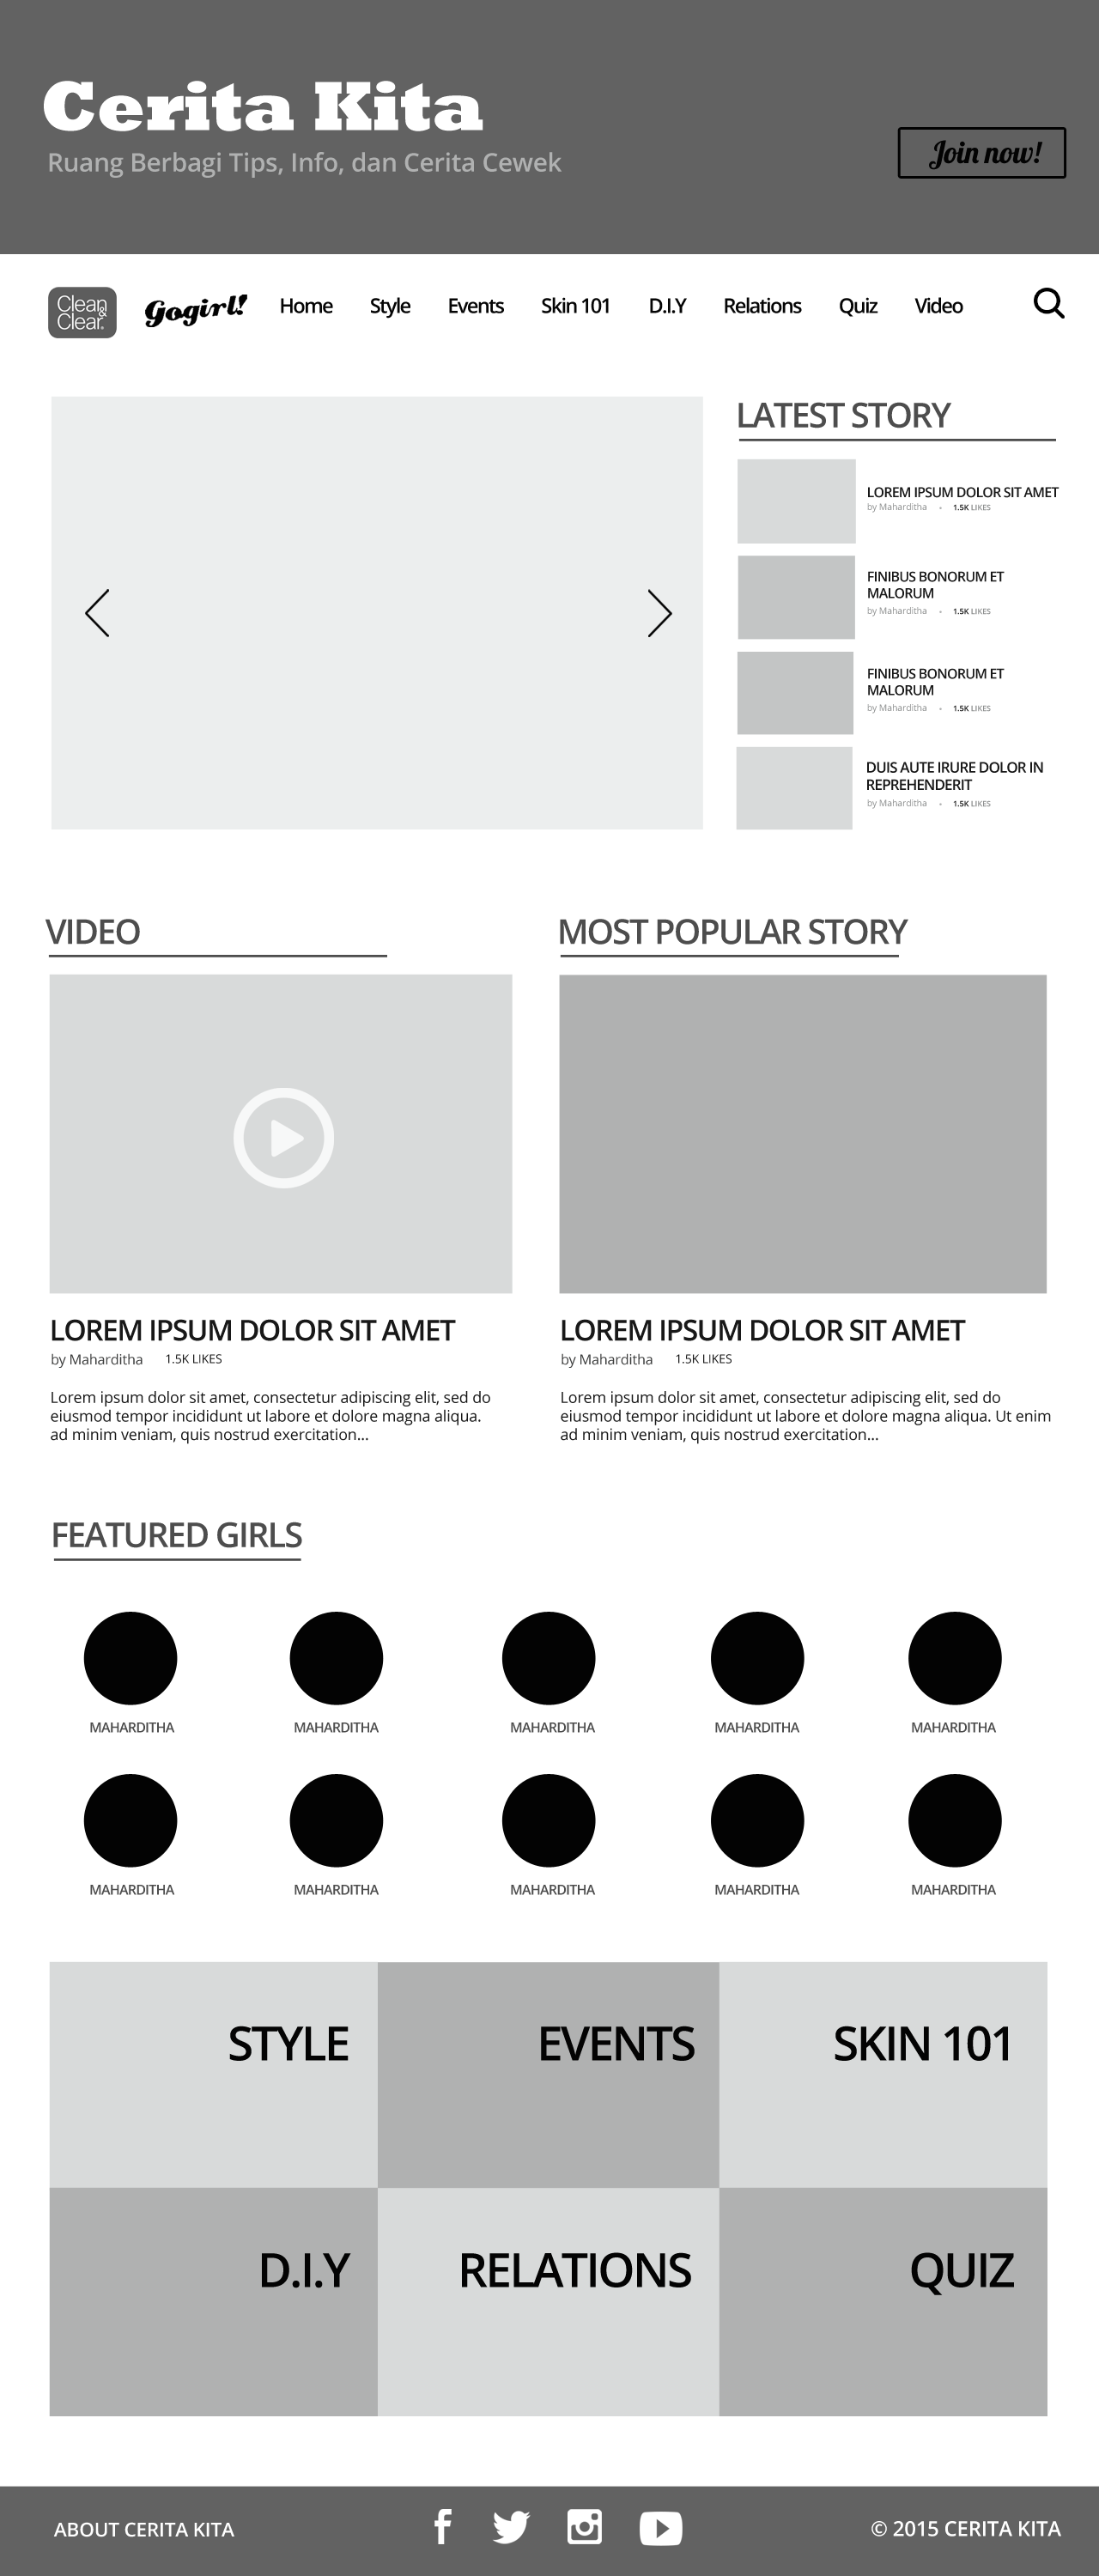 Cerita Kita
Ruang Berbagi Tips, Info, dan Cerita Cewek
Join now!
Clean &
Clear.
Gogirl!
Home
Style
Events
Skin 101
D.I.Y
Relations
Quiz
Video
LATEST STORY
LOREM IPSUM DOLOR SIT AMET
by Maharditha • 1.5K LIKES
FINIBUS BONORUM ET
MALORUM
by Maharditha • 1.5K LIKES
FINIBUS BONORUM ET
MALORUM
by Maharditha • 1.5K LIKES
DUIS AUTE IRURE DOLOR IN
REPREHENDERIT
by Maharditha • 1.5K LIKES
VIDEO
LOREM IPSUM DOLOR SIT AMET
by Maharditha 1.5K LIKES
Lorem ipsum dolor sit amet, consectetur adipiscing elit, sed do
eiusmod tempor incididunt ut labore et dolore magna aliqua.
ad minim veniam, quis nostrud exercitation...
MOST POPULAR STORY
LOREM IPSUM DOLOR SIT AMET
by Maharditha 1.5K LIKES
Lorem ipsum dolor sit amet, consectetur adipiscing elit, sed do
eiusmod tempor incididunt ut labore et dolore magna aliqua. Ut enim
ad minim veniam, quis nostrud exercitation...
FEATURED GIRLS
MAHARDITHA
MAHARDITHA
MAHARDITHA
MAHARDITHA
MAHARDITHA
MAHARDITHA
MAHARDITHA
MAHARDITHA
MAHARDITHA
MAHARDITHA
STYLE
EVENTS
SKIN 101
D.I.Y
RELATIONS
QUIZ
ABOUT CERITA KITA
© 2015 CERITA KITA